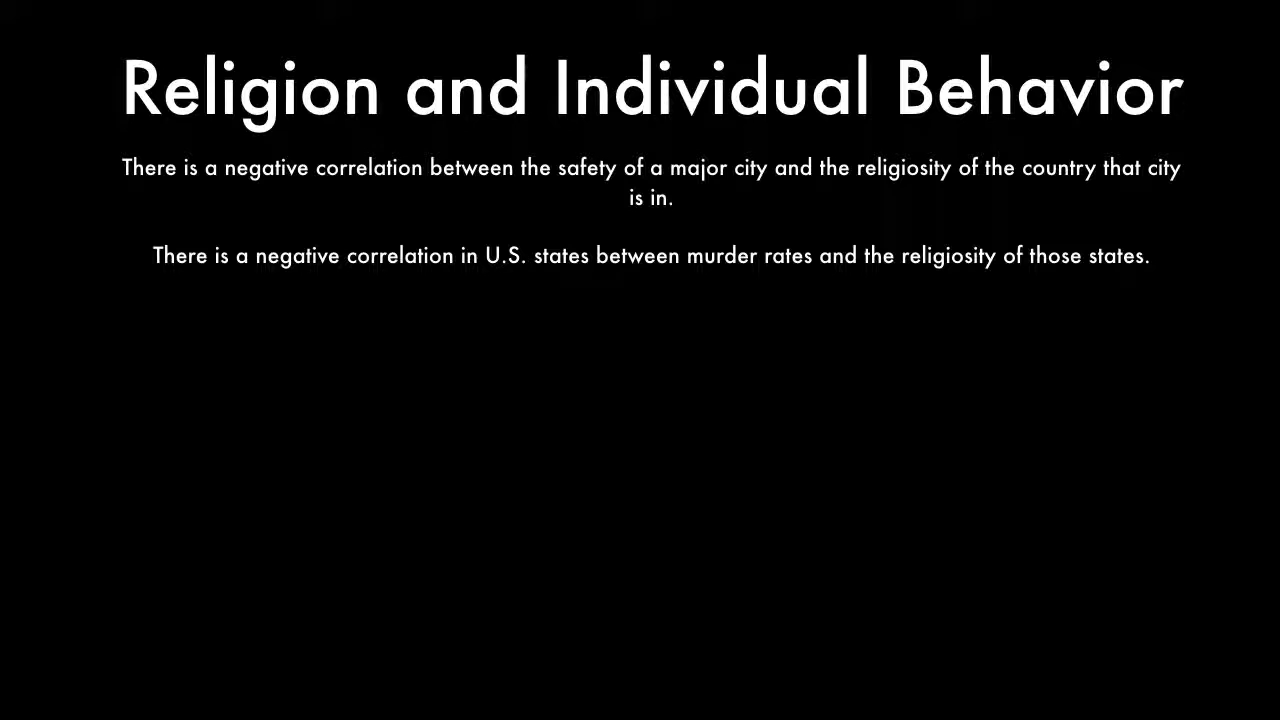 Religion and Individual Behavior
There is a negative correlation between the safety of a major city and the religiosity of the country that city
is in.
There is a negative correlation in U.S. states between murder rates and the religiosity of those states.